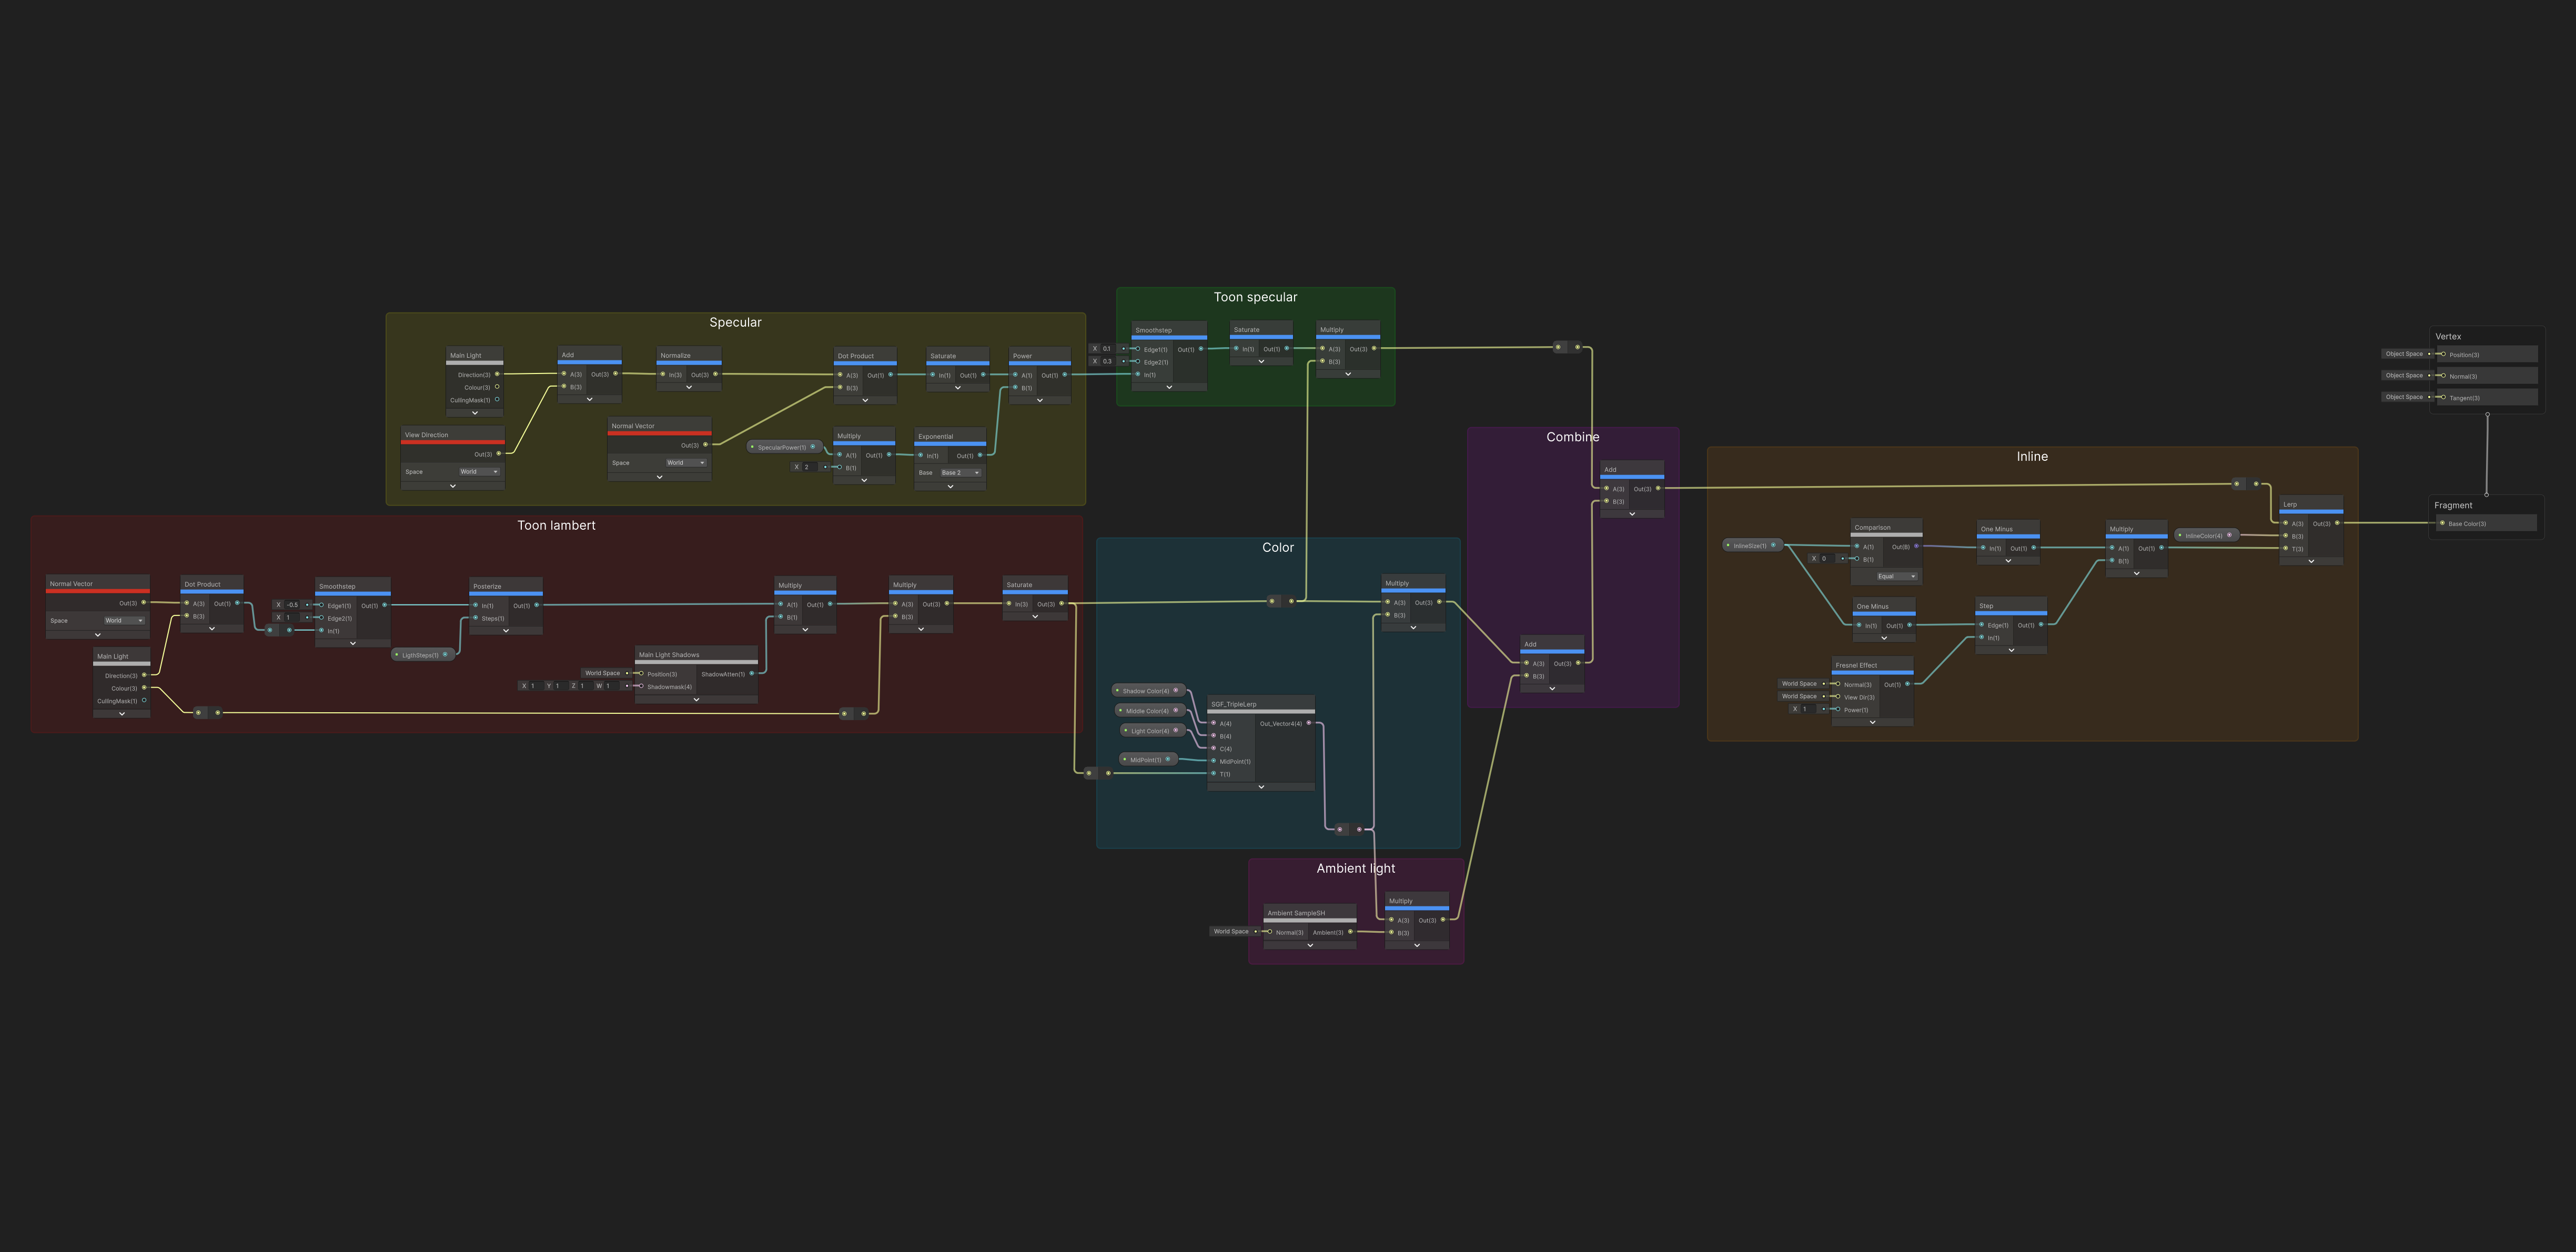 Specular
Main Light
Direction(3)
Colour(3)
CullingMask(1)
View Direction
Out(3)
Space World
Add
A(3) Out(3)
B(3)
Normalize
In(3) Out(3)
Normal Vector
Out(3)
Space World
Dot Product
A(3) Out(1)
B(3)
Saturate
In(1) Out(1)
Power
A(1) Out(1)
B(1)
SpecularPower(1)
X 2
Multiply
A(1) Out(1)
B(1)
Exponential
In(1) Out(1)
Base Base 2
Toon specular
X 0.1
X 0.3
Smoothstep
Edge1(1) Out(1)
Edge2(1)
In(1)
Saturate
In(1) Out(1)
Multiply
A(3) Out(3)
B(3)
Toon lambert
Normal Vector
Out(3)
Space World
Main Light
Direction(3)
Colour(3)
CullingMask(1)
Dot Product
A(3) Out(1)
B(3)
X -0.5
X 1
Smoothstep
Edge1(1) Out(1)
Edge2(1)
In(1)
LigthSteps(1)
Posterize
In(1) Out(1)
Steps(1)
World Space
X 1 Y 1 Z 1 W 1
Main Light Shadows
Position(3) ShadowAtten(1)
Shadowmask(4)
Multiply
A(1) Out(1)
B(1)
Multiply
A(3) Out(3)
B(3)
Saturate
In(3) Out(3)
Color
Shadow Color(4)
Middle Color(4)
Light Color(4)
MidPoint(1)
SGF_TripleLerp
A(4) Out_Vector4(4)
B(4)
C(4)
MidPoint(1)
T(1)
Multiply
A(3) Out(3)
B(3)
Ambient light
World Space
Ambient SampleSH
Normal(3) Ambient(3)
Multiply
A(3) Out(3)
B(3)
Combine
Add
A(3) Out(3)
B(3)
Add
A(3) Out(3)
B(3)
Inline
InlineSize(1)
X 0
Comparison
A(1) Out(B)
B(1)
Equal
One Minus
In(1) Out(1)
One Minus
In(1) Out(1)
World Space
World Space
X 1
Fresnel Effect
Normal(3) Out(1)
View Dir(3)
Power(1)
Step
Edge(1) Out(1)
In(1)
Multiply
A(1) Out(1)
B(1)
InlineColor(4)
Lerp
A(3) Out(3)
B(3)
T(3)
Vertex
Object Space Position(3)
Object Space Normal(3)
Object Space Tangent(3)
Fragment
Base Color(3)